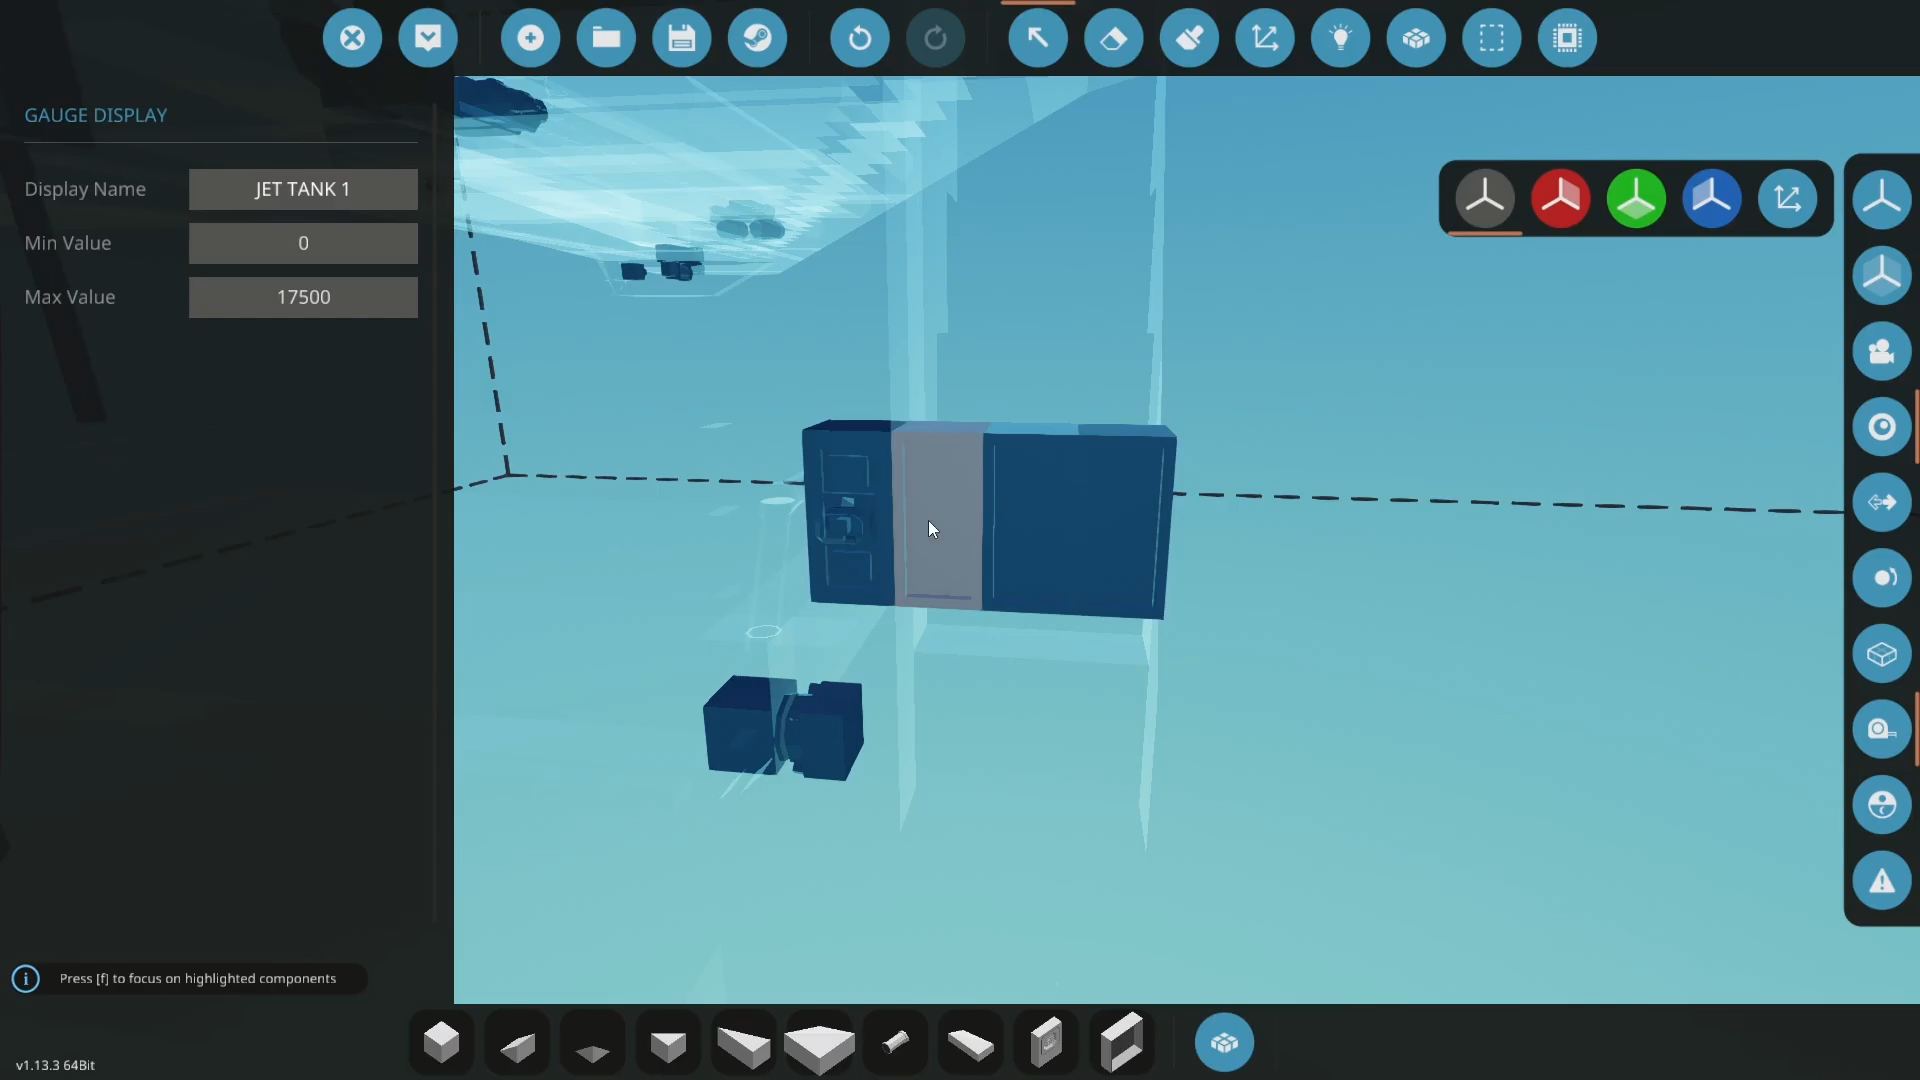 GAUGE DISPLAY
Display Name JET TANK 1
Min Value 0
Max Value 17500
Press [f] to focus on highlighted components
v1.13.3 64Bit